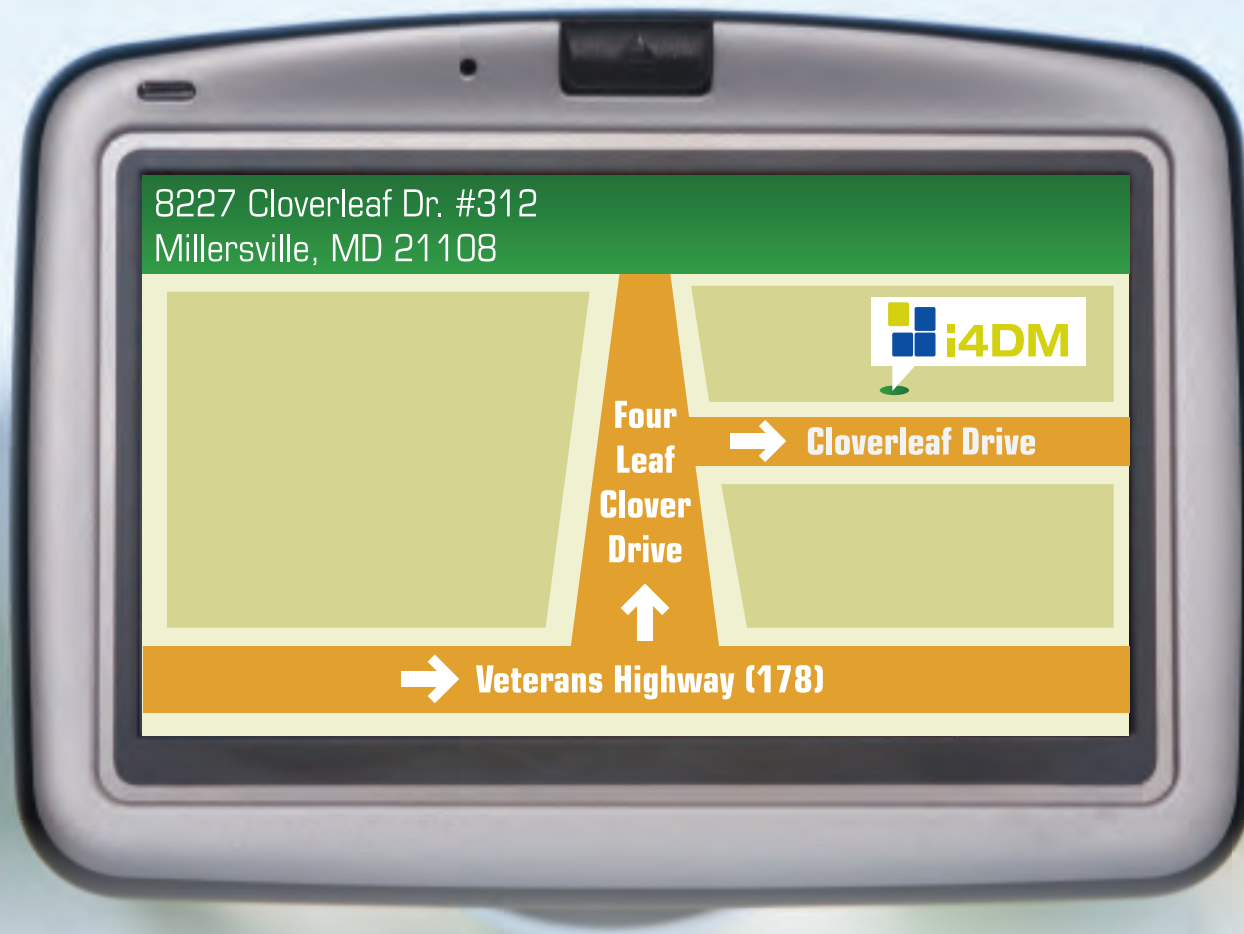 8227 Cloverleaf Dr. #312
Millersville, MD 21108
i4DM
Four
Leaf
Clover
Drive
Cloverleaf Drive
Veterans Highway (178)